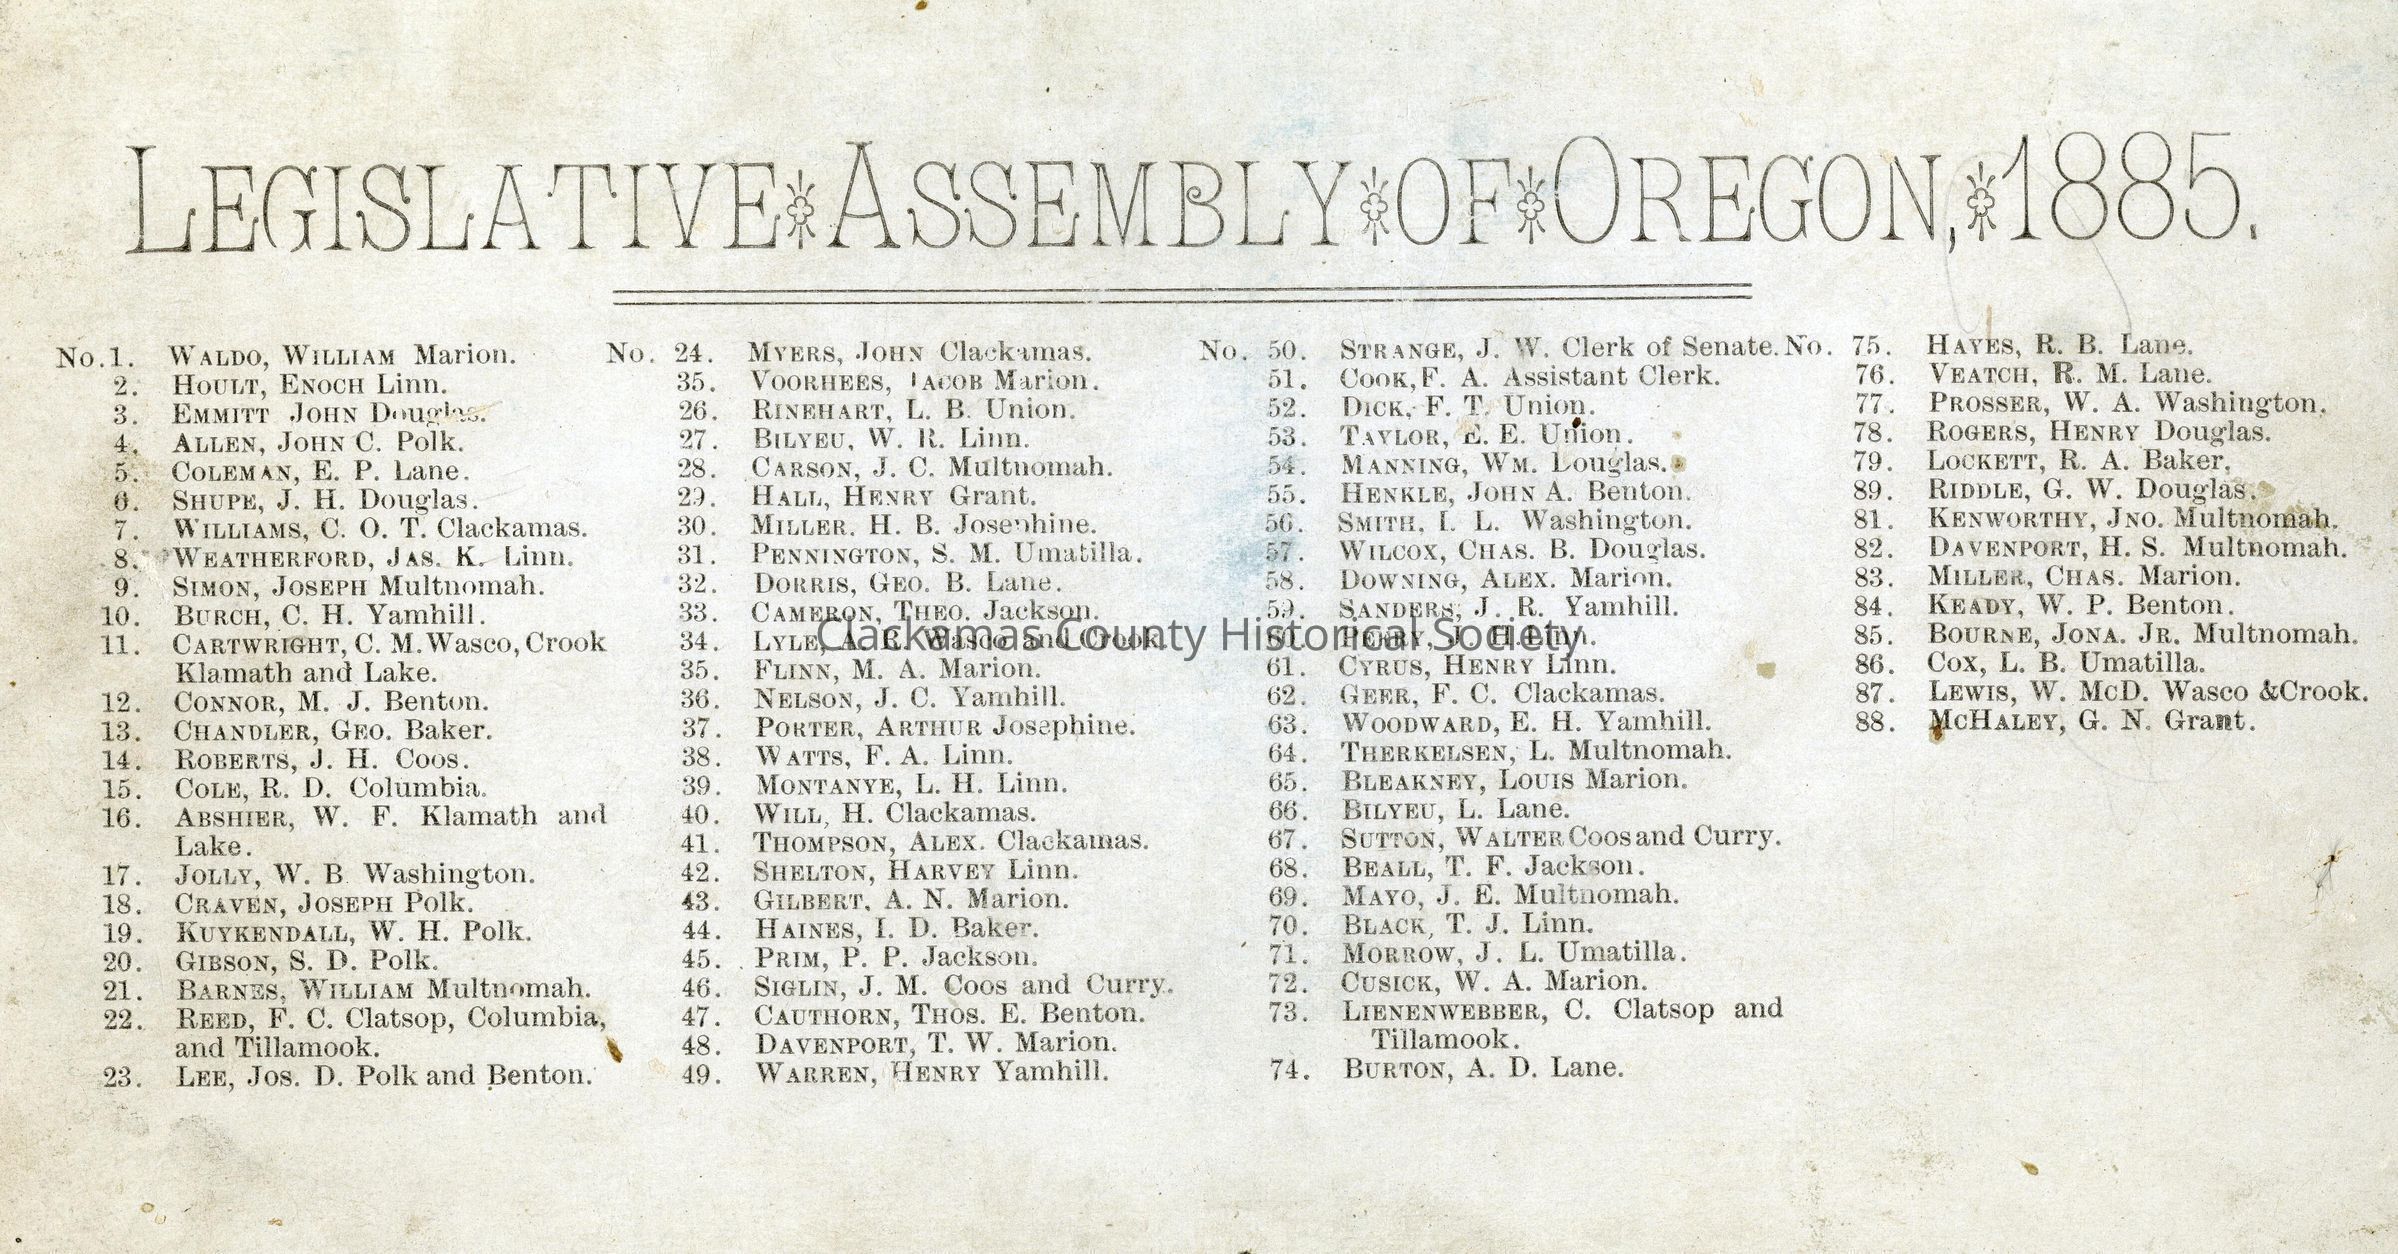 LEGISLATIVE ASSEMBLY OF OREGON, 1885.
No. 1. WALDO, WILLIAM Marion.
2. HOULT, ENOCH Linn.
3. EMMITT JOHN Douglas.
4. ALLEN, JOHN C. Polk.
5. COLEMAN, E. P. Lane.
6. SHUPE, J. H. Douglas.
7. WILLIAMS, C. O. T. Clackamas.
8. WEATHERFORD, JAS. K. Linn.
9. SIMON, JOSEPH Multnomah.
10. BURCH, C. H. Yamhill.
11. CARTWRIGHT, C. M. Wasco, Crook
Klamath and Lake.
12. CONNOR, M. J. Benton.
13. CHANDLER, GEO. Baker.
14. ROBERTS, J. H. Coos.
15. COLE, R. D. Columbia.
16. ABSHIER, W. F. Klamath and
Lake.
17. JOLLY, W. B. Washington.
18. CRAVEN, JOSEPH Polk.
19. KUYKENDALL, W. H. Polk.
20. GIBSON, S. D. Polk.
21. BARNES, WILLIAM Multnomah.
22. REED, F. C. Clatsop, Columbia,
and Tillamook.
23. LEE, JOS. D. Polk and Benton.
No. 24. MYERS, JOHN Clackamas.
35. VOORHEES, JACOB Marion.
26. RINEHART, L. B. Union.
27. BILYEU, W. R. Linn.
28. CARSON, J. C. Multnomah.
29. HALL, HENRY Grant.
30. MILLER. H. B. Josephine.
31. PENNINGTON, S. M. Umatilla.
32. DORRIS, GEO. B. Lane.
33. CAMERON, THEO. Jackson.
34. LYLE, A. R. Wasco and Crook.
35. FLINN, M. A. Marion.
36. NELSON, J. C. Yamhill.
37. PORTER, ARTHUR Josephine.
38. WATTS, F. A. Linn.
39. MONTANYE, L. H. Linn.
40. WILL, H. Clackamas.
41. THOMPSON, ALEX. Clackamas.
42. SHELTON, HARVEY Linn.
43. GILBERT, A. N. Marion.
44. HAINES, I. D. Baker.
45. PRIM, P. P. Jackson.
46. SIGLIN, J. M. Coos and Curry.
47. CAUTHORN, THOS. E. Benton.
48. DAVENPORT, T. W. Marion.
49. WARREN, HENRY Yamhill.
No. 50. STRANGE, J. W. Clerk of Senate.
51. COOK, F. A. Assistant Clerk.
52. DICK, F. T. Union.
53. TAYLOR, E. E. Union.
54. MANNING, WM. Douglas.
55. HENKLE, JOHN A. Benton.
56. SMITH, I. L. Washington.
57. WILCOX, CHAS. B. Douglas.
58. DOWNING, ALEX. Marion.
59. SANDERS, J. R. Yamhill.
60. PERRY, J. H. Linn.
61. CYRUS, HENRY Linn.
62. GEER, F. C. Clackamas.
63. WOODWARD, E. H. Yamhill.
64. THERKELSEN, L. Multnomah.
65. BLEAKNEY, LOUIS Marion.
66. BILYEU, L. Lane.
67. SUTTON, WALTER Coos and Curry.
68. BEALL, T. F. Jackson.
69. MAYO, J. E. Multnomah.
70. BLACK, T. J. Linn.
71. MORROW, J. L. Umatilla.
72. CUSICK, W. A. Marion.
73. LIENENWEBBER, C. Clatsop and
Tillamook.
74. BURTON, A. D. Lane.
No. 75. HAYES, R. B. Lane.
76. VEATCH, R. M. Lane.
77. PROSSER, W. A. Washington.
78. ROGERS, HENRY Douglas.
79. LOCKETT, R. A. Baker.
89. RIDDLE, G. W. Douglas.
81. KENWORTHY, JNO. Multnomah.
82. DAVENPORT, H. S. Multnomah.
83. MILLER, CHAS. Marion.
84. KEADY, W. P. Benton.
85. BOURNE, JONA. JR. Multnomah.
86. COX, L. B. Umatilla.
87. LEWIS, W. McD. Wasco & Crook.
88. McHALEY, G. N. Grant.
Clackamas County Historical Society